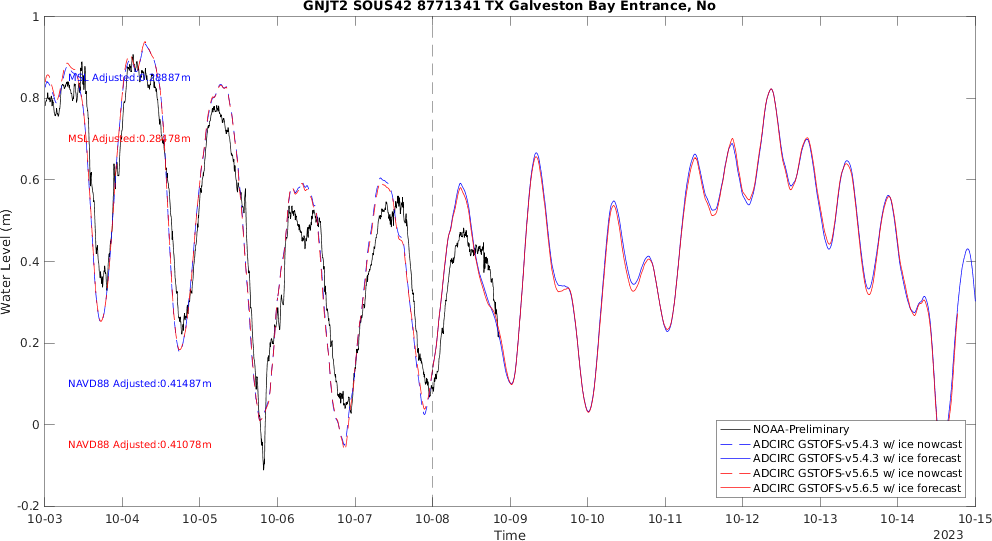 GNJT2 SOUS42 8771341 TX Galveston Bay Entrance, No
Water Level (m)
1
0.8
0.6
0.4
0.2
0
-0.2
MSL Adjusted:0.28887m
MSL Adjusted:0.28478m
NAVD88 Adjusted:0.41487m
NAVD88 Adjusted:0.41078m
NOAA-Preliminary
ADCIRC GSTOFS-v5.4.3 w/ ice nowcast
ADCIRC GSTOFS-v5.4.3 w/ ice forecast
ADCIRC GSTOFS-v5.6.5 w/ ice nowcast
ADCIRC GSTOFS-v5.6.5 w/ ice forecast
10-03 10-04 10-05 10-06 10-07 10-08 10-09 10-10 10-11 10-12 10-13 10-14 10-15
Time
2023